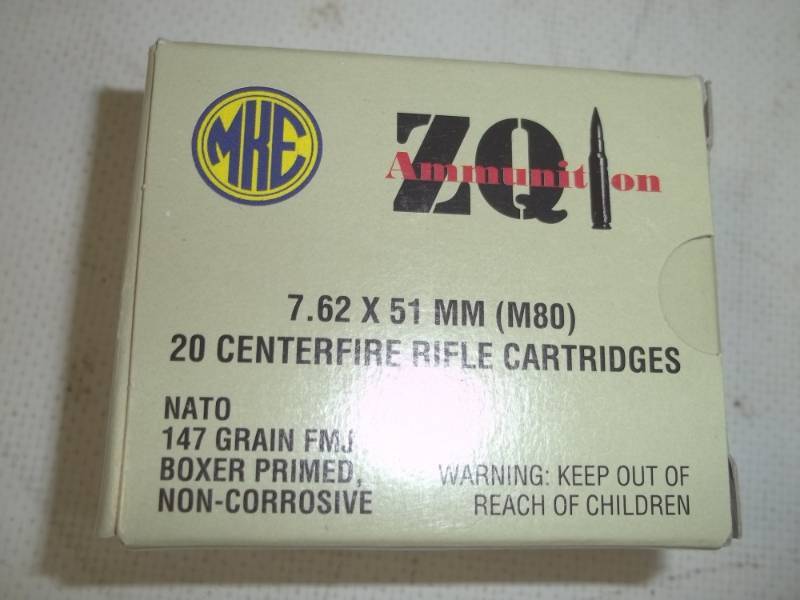 MKE
ZQI
Ammunition
7.62 X 51 MM (M80)
20 CENTERFIRE RIFLE CARTRIDGES
NATO
147 GRAIN FMJ
BOXER PRIMED,
NON-CORROSIVE
WARNING: KEEP OUT OF
REACH OF CHILDREN